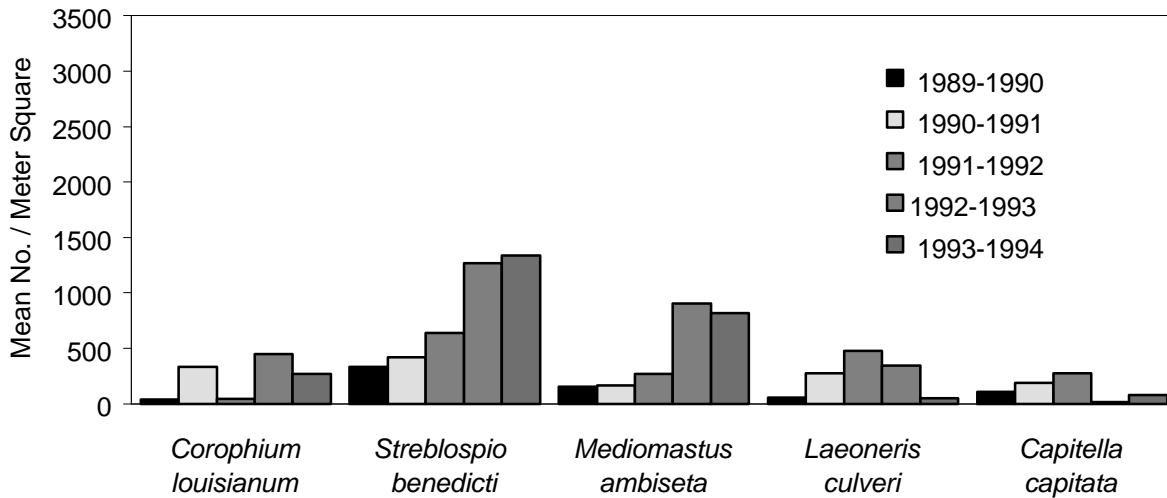 Mean No. / Meter Square
3500
3000
2500
2000
1500
1000
500
0
1989-1990
1990-1991
1991-1992
1992-1993
1993-1994
Corophium
louisianum
Streblospio
benedicti
Mediomastus
ambiseta
Laeoneris
culveri
Capitella
capitata